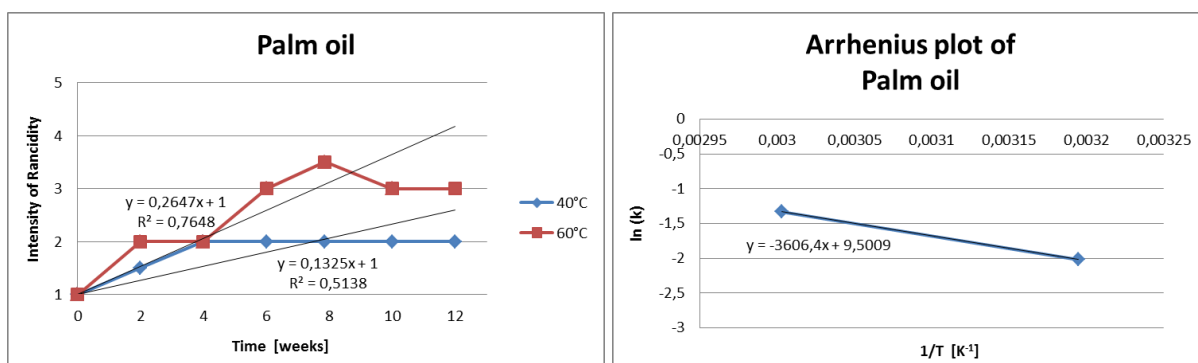 Palm oil
5
4
3
2
1
0 2 4 6 8 10 12
Intensity of Rancidity
Time [weeks]
y = 0,2647x + 1
R² = 0,7648
y = 0,1325x + 1
R² = 0,5138
40°C
60°C
Arrhenius plot of
Palm oil
0
0,00295 0,003 0,00305 0,0031 0,00315 0,0032 0,00325
-0,5
-1
-1,5
-2
-2,5
-3
ln (k)
y = -3606,4x + 9,5009
1/T [K⁻¹]